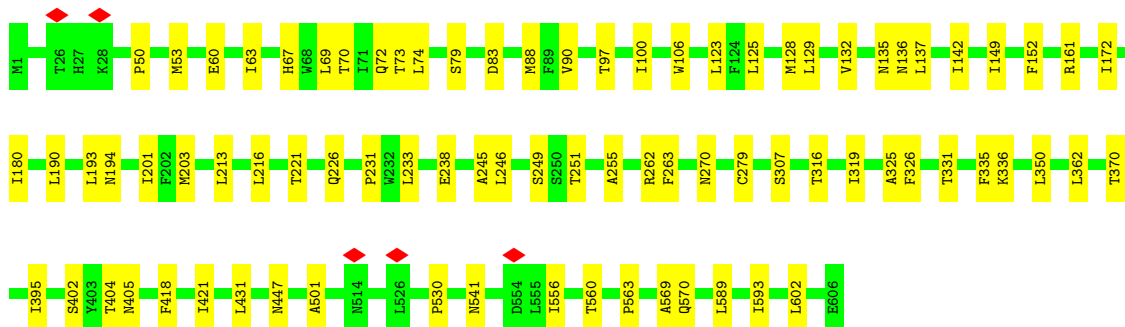 M1 T26 H27 K28 P50 M53 E60 I63 H67 W68 L69 T70 I71 Q72 T73 L74 S79 D83 M88 F89 V90 T97 I100 W106 L123 F124 L125 M128 L129 V132 N135 N136 L137 I142 I149 F152 R161 I172
I180 L190 L193 N194 I201 F202 M203 L213 L216 T221 Q226 P231 W232 L233 E238 A245 L246 S249 S250 T251 A255 R262 F263 N270 C279 S307 T316 I319 A325 F326 T331 F335 K336 L350 L362 T370
I395 S402 Y403 T404 N405 F418 I421 L431 N447 A501 N514 L526 P530 N541 D554 L555 I556 T560 P563 A569 Q570 L589 I593 L602 E606